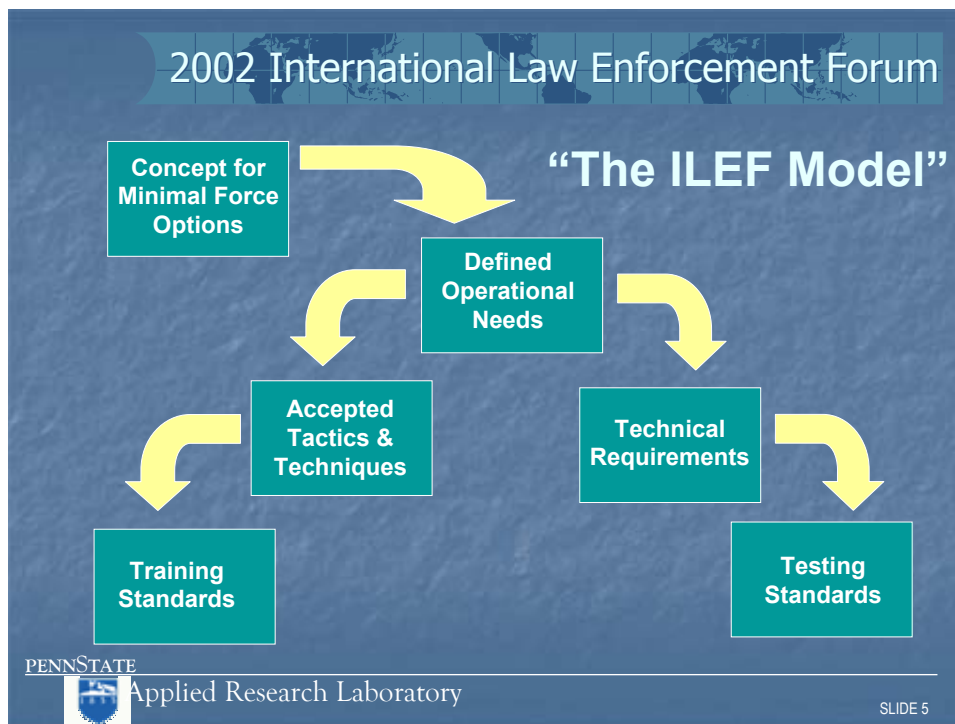 2002 International Law Enforcement Forum
“The ILEF Model”
Concept for
Minimal Force
Options
Defined
Operational
Needs
Accepted
Tactics &
Techniques
Technical
Requirements
Training
Standards
Testing
Standards
PENNSTATE
1855
Applied Research Laboratory
SLIDE 5